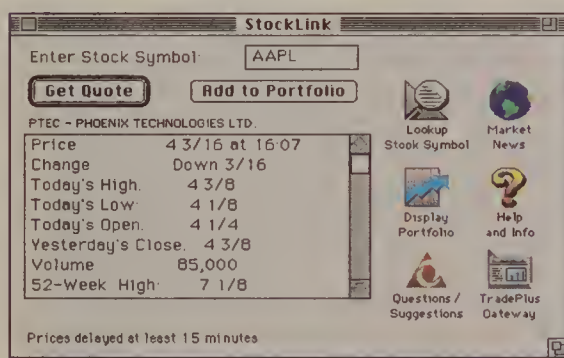 StockLink
Enter Stock Symbol: AAPL
Get Quote
Add to Portfolio
PTEC - PHOENIX TECHNOLOGIES LTD.
Price 4 3/16 at 16:07
Change Down 3/16
Today's High: 4 3/8
Today's Low: 4 1/8
Today's Open: 4 1/4
Yesterday's Close: 4 3/8
Volume 85,000
52-Week High: 7 1/8
Lookup
Stock Symbol
Market
News
Display
Portfolio
Help
and Info
Questions /
Suggestions
TradePlus
Gateway
Prices delayed at least 15 minutes